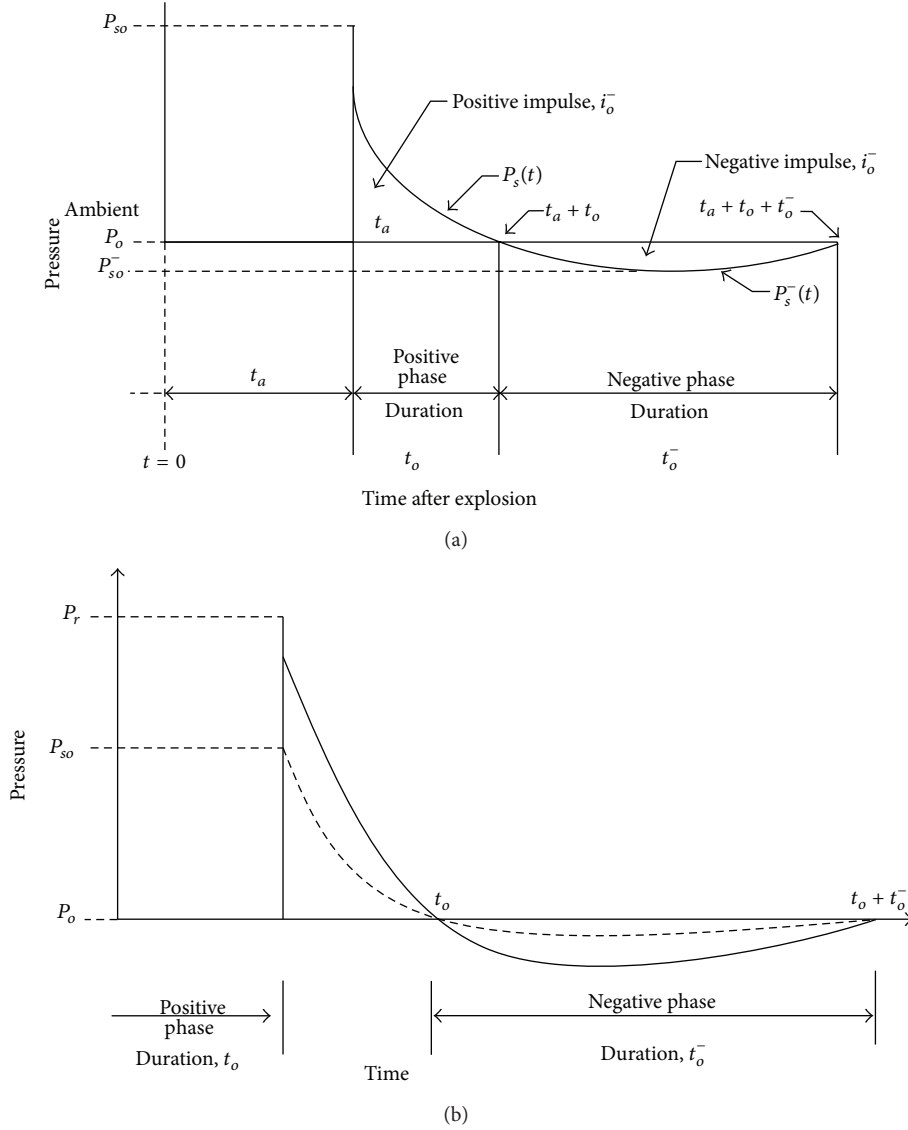 P_so
Positive impulse, i_o^-
Negative impulse, i_o^-
P_s(t)
t_a + t_o
t_a + t_o + t_o^-
Ambient
t_a
P_o
P_so^-
Pressure
P_s^-(t)
t_a
Positive
phase
Duration
Negative phase
Duration
t = 0
t_o
t_o^-
Time after explosion
(a)
P_r
P_so
Pressure
t_o
t_o + t_o^-
P_o
Positive
phase
Duration, t_o
Time
Negative phase
Duration, t_o^-
(b)